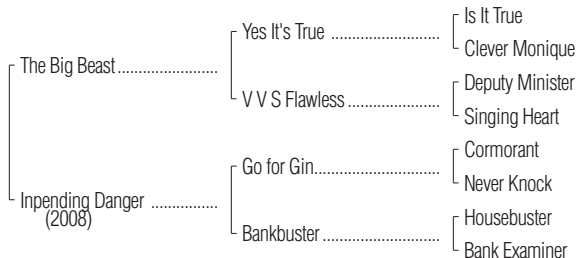 Is It True
Yes It's True ....................
Clever Monique
The Big Beast....................
Deputy Minister
V V S Flawless ....................
Singing Heart
Cormorant
Go for Gin............................
Never Knock
Inpending Danger ..............
(2008)
Housebuster
Bankbuster ..........................
Bank Examiner